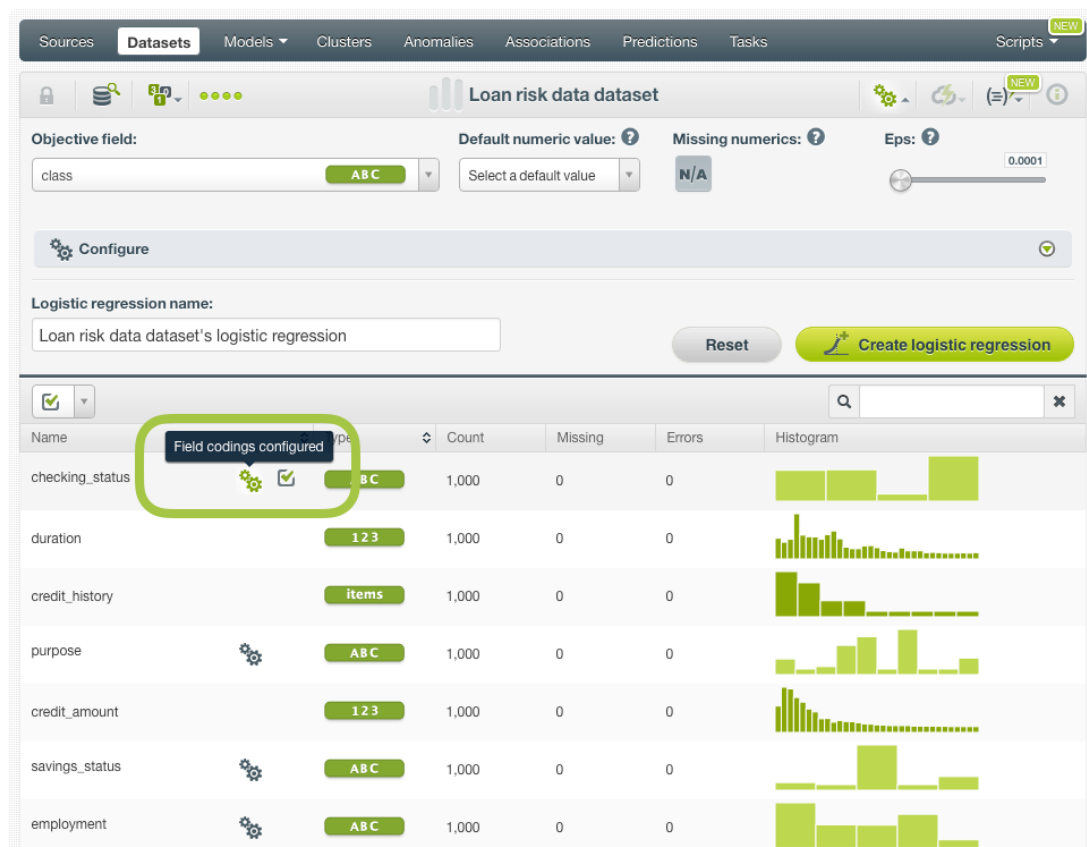 NEW
Sources Datasets Models Clusters Anomalies Associations Predictions Tasks Scripts
Loan risk data dataset NEW
Objective field: Default numeric value: ? Missing numerics: ? Eps: ?
class ABC Select a default value N/A 0.0001
Configure
Logistic regression name:
Loan risk data dataset's logistic regression Reset Create logistic regression
Name Type Count Missing Errors Histogram
Field codings configured
checking_status ABC 1,000 0 0
duration 123 1,000 0 0
credit_history items 1,000 0 0
purpose ABC 1,000 0 0
credit_amount 123 1,000 0 0
savings_status ABC 1,000 0 0
employment ABC 1,000 0 0